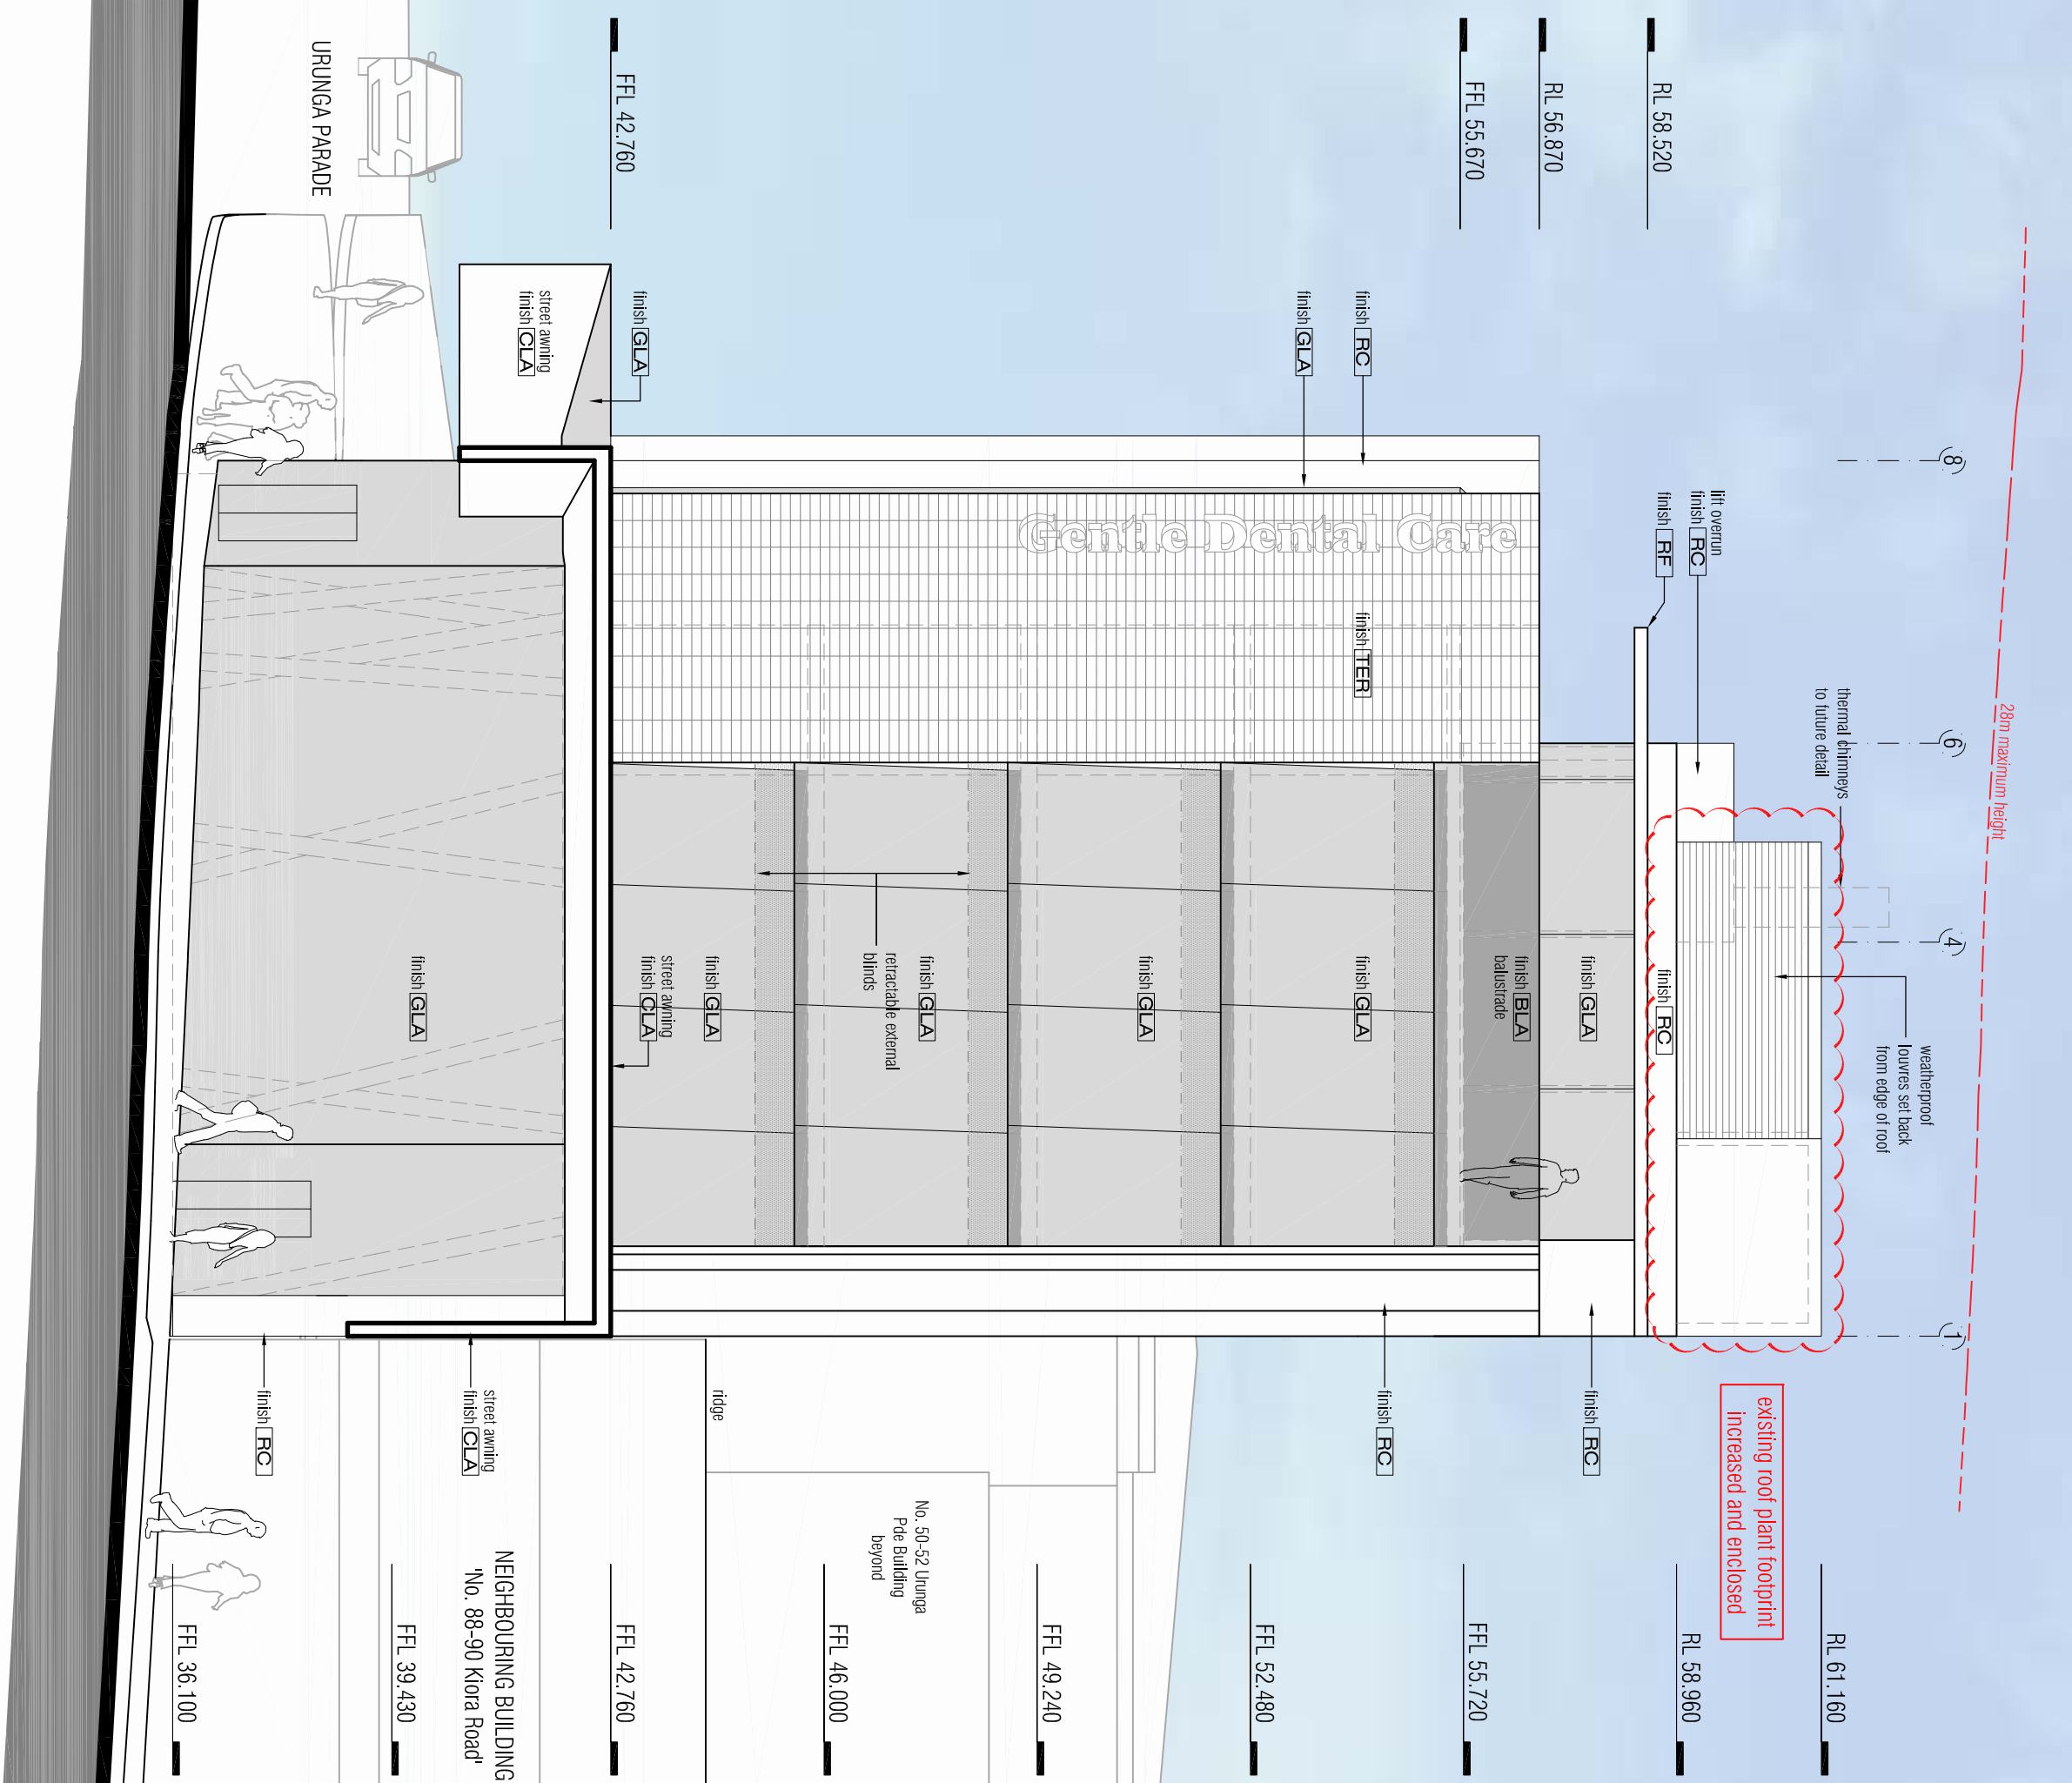 28m maximum height
8
6
4
1
thermal chimneys
to future detail
weatherproof
louvres set back
from edge of roof
RL 61.160
existing roof plant footprint
increased and enclosed
lift overrun
finish RC
finish RF
RL 58.520
finish RC
RL 58.960
finish GLA
finish RC
RL 56.870
finish BLA
balustrade
FFL 55.670
FFL 55.720
Gentle Dental Care
finish RC
finish GLA
finish TER
finish GLA
finish RC
FFL 52.480
finish GLA
FFL 49.240
No. 50-52 Urunga
Pde Building
beyond
finish GLA
retractable external
blinds
FFL 46.000
finish GLA
ridge
street awning
finish CLA
FFL 42.760
finish GLA
FFL 42.760
street awning
finish CLA
street awning
finish CLA
NEIGHBOURING BUILDING
'No. 88-90 Kiora Road'
finish GLA
FFL 39.430
URUNGA PARADE
finish RC
FFL 36.100